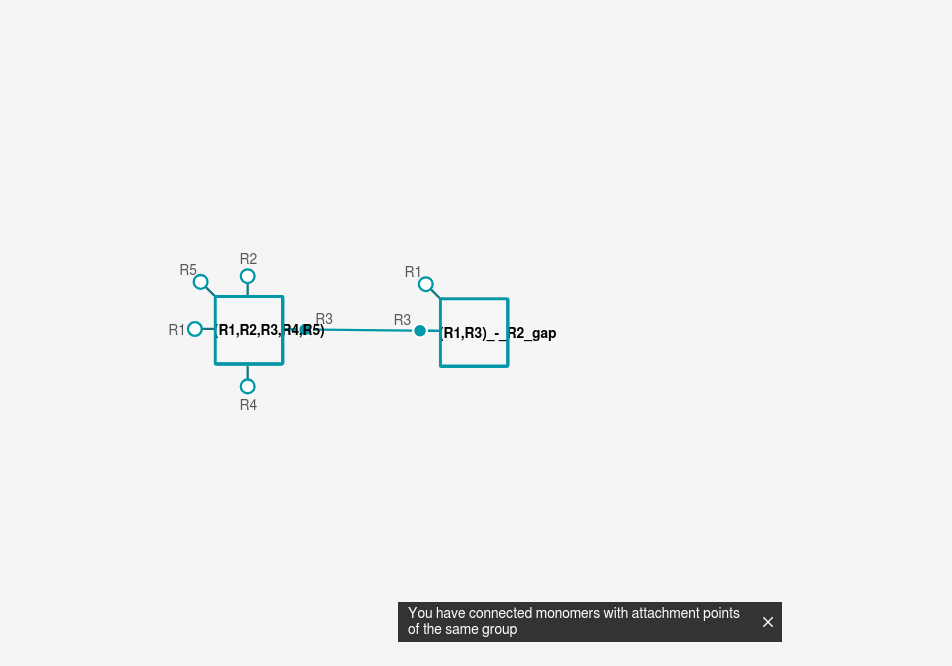 R2
R5
R1
R3
R3
R1
(R1,R2,R3,R4,R5)
(R1,R3)_-_R2_gap
R4
You have connected monomers with attachment points
of the same group